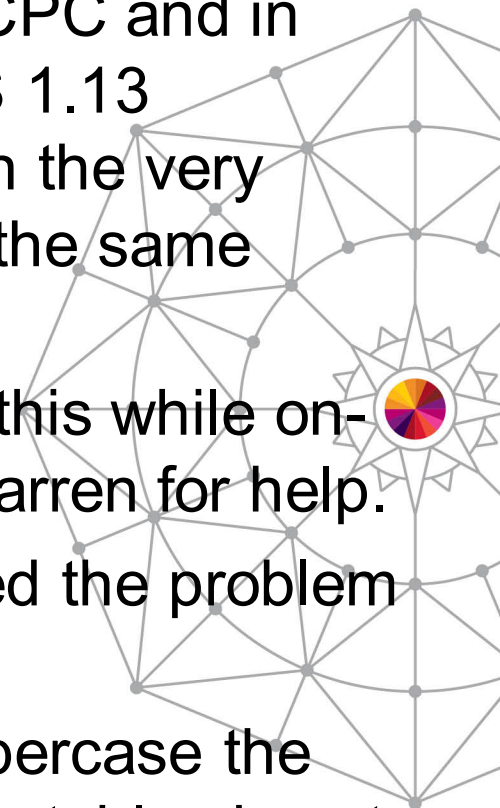 CPC and in
1.13
the very
the same
this while on-
arren for help.
ed the problem
percase the